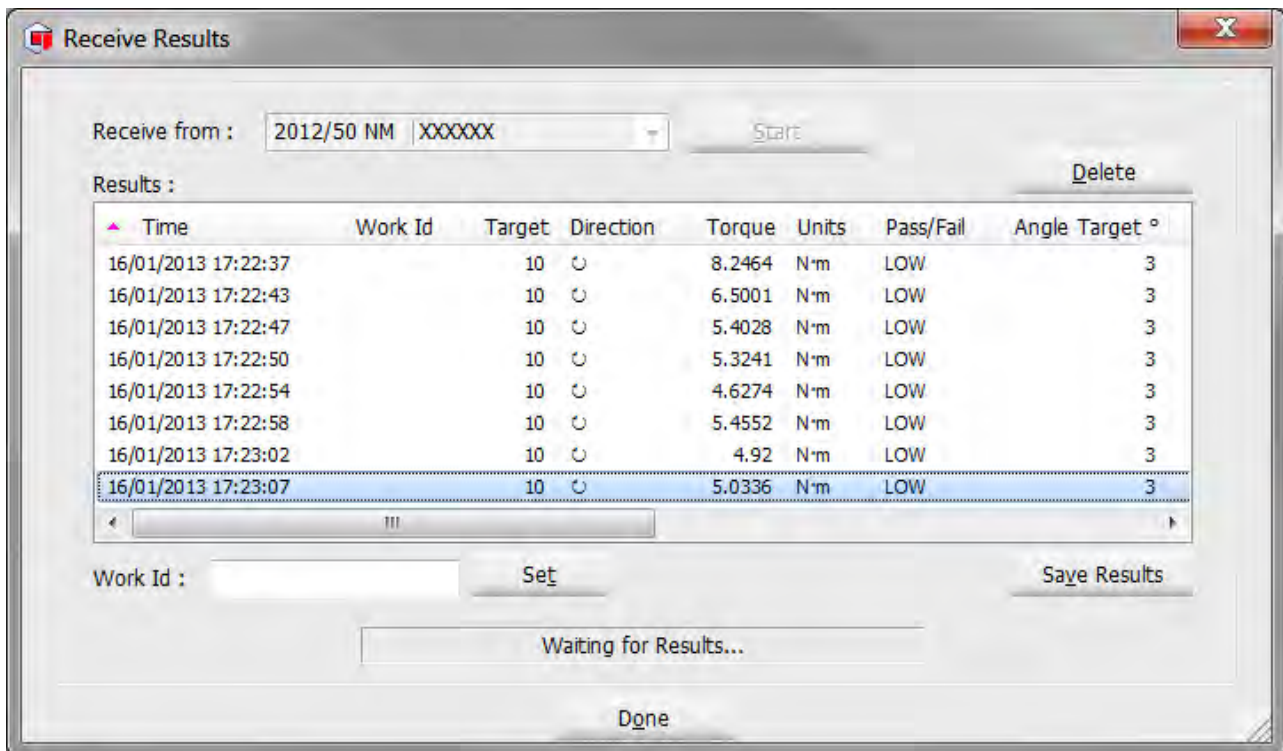 Receive Results
Receive from : 2012/50 NM XXXXXX Start
Delete
Results :
Time Work Id Target Direction Torque Units Pass/Fail Angle Target °
16/01/2013 17:22:37 10 ↻ 8.2464 N·m LOW 3
16/01/2013 17:22:43 10 ↻ 6.5001 N·m LOW 3
16/01/2013 17:22:47 10 ↻ 5.4028 N·m LOW 3
16/01/2013 17:22:50 10 ↻ 5.3241 N·m LOW 3
16/01/2013 17:22:54 10 ↻ 4.6274 N·m LOW 3
16/01/2013 17:22:58 10 ↻ 5.4552 N·m LOW 3
16/01/2013 17:23:02 10 ↻ 4.92 N·m LOW 3
16/01/2013 17:23:07 10 ↻ 5.0336 N·m LOW 3
Work Id : Set Save Results
Waiting for Results...
Done